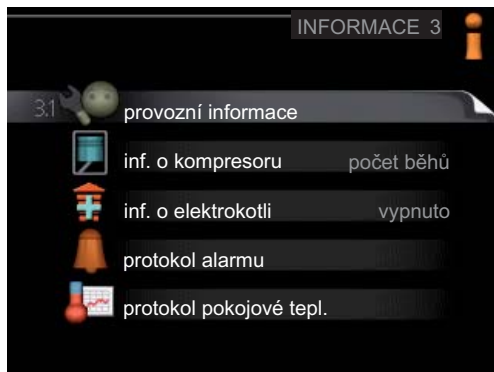 INFORMACE 3
3.1 provozní informace
inf. o kompresoru počet běhů
inf. o elektrokotli vypnuto
protokol alarmu
protokol pokojové tepl.